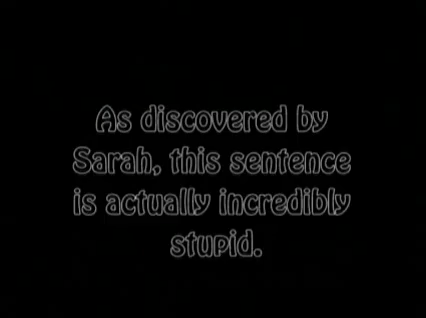 As discovered by
Sarah, this sentence
is actually incredibly
stupid.